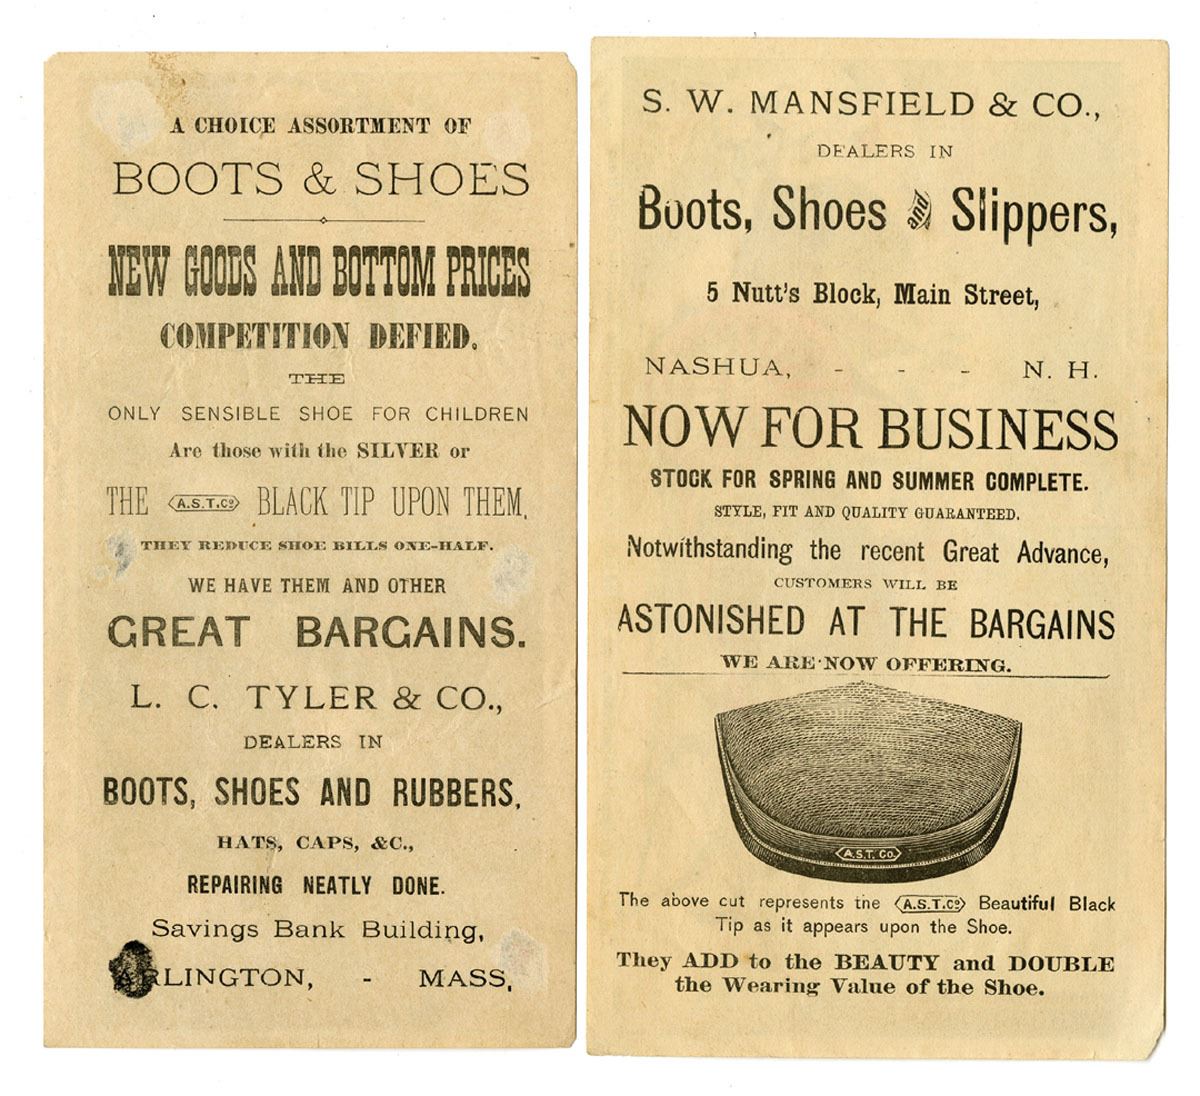 A CHOICE ASSORTMENT OF
BOOTS & SHOES
NEW GOODS AND BOTTOM PRICES
COMPETITION DEFIED.
THE
ONLY SENSIBLE SHOE FOR CHILDREN
Are those with the SILVER or
THE A.S.T.Co BLACK TIP UPON THEM.
THEY REDUCE SHOE BILLS ONE-HALF.
WE HAVE THEM AND OTHER
GREAT BARGAINS.
L. C. TYLER & CO.,
DEALERS IN
BOOTS, SHOES AND RUBBERS,
HATS, CAPS, &C.,
REPAIRING NEATLY DONE.
Savings Bank Building,
ARLINGTON, - MASS.
S. W. MANSFIELD & CO.,
DEALERS IN
Boots, Shoes and Slippers,
5 Nutt's Block, Main Street,
NASHUA, - - - N. H.
NOW FOR BUSINESS
STOCK FOR SPRING AND SUMMER COMPLETE.
STYLE, FIT AND QUALITY GUARANTEED.
Notwithstanding the recent Great Advance,
CUSTOMERS WILL BE
ASTONISHED AT THE BARGAINS
WE ARE NOW OFFERING.
A.S.T. Co.
The above cut represents the A.S.T.Co Beautiful Black
Tip as it appears upon the Shoe.
They ADD to the BEAUTY and DOUBLE
the Wearing Value of the Shoe.